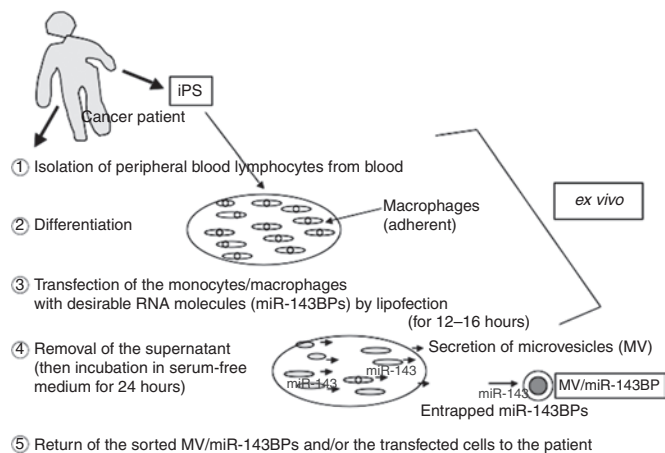 iPS
Cancer patient
① Isolation of peripheral blood lymphocytes from blood
ex vivo
Macrophages
(adherent)
② Differentiation
③ Transfection of the monocytes/macrophages
with desirable RNA molecules (miR-143BPs) by lipofection
(for 12–16 hours)
④ Removal of the supernatant
(then incubation in serum-free
medium for 24 hours)
Secretion of microvesicles (MV)
miR-143
miR-143
miR-143
MV/miR-143BP
Entrapped miR-143BPs
⑤ Return of the sorted MV/miR-143BPs and/or the transfected cells to the patient